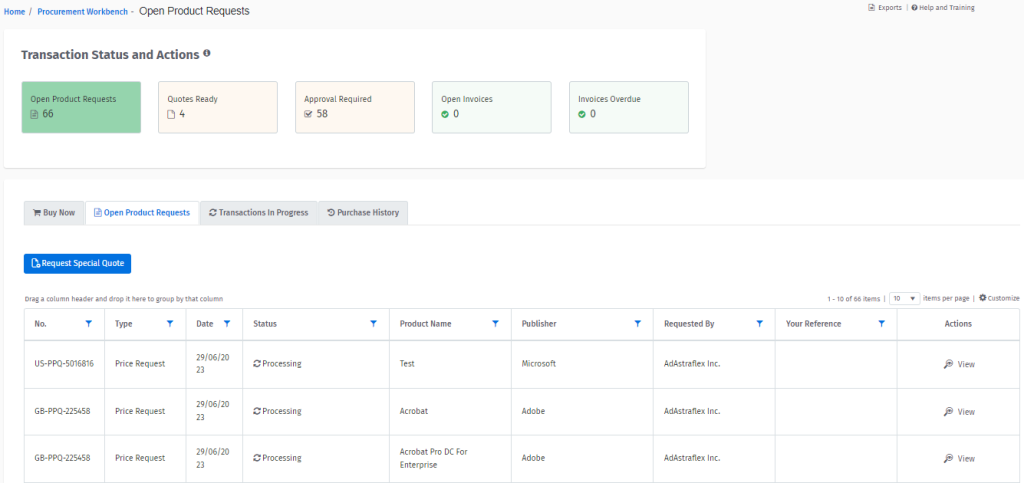 Home / Procurement Workbench - Open Product Requests
Exports | Help and Training
Transaction Status and Actions
Open Product Requests
66
Quotes Ready
4
Approval Required
58
Open Invoices
0
Invoices Overdue
0
Buy Now
Open Product Requests
Transactions In Progress
Purchase History
Request Special Quote
Drag a column header and drop it here to group by that column
1 - 10 of 66 items | 10 items per page | Customize
No. Type Date Status Product Name Publisher Requested By Your Reference Actions
US-PPQ-5016816 Price Request 29/06/20
23 Processing Test Microsoft AdAstraflex Inc. View
GB-PPQ-225458 Price Request 29/06/20
23 Processing Acrobat Adobe AdAstraflex Inc. View
GB-PPQ-225458 Price Request 29/06/20
23 Processing Acrobat Pro DC For
Enterprise Adobe AdAstraflex Inc. View